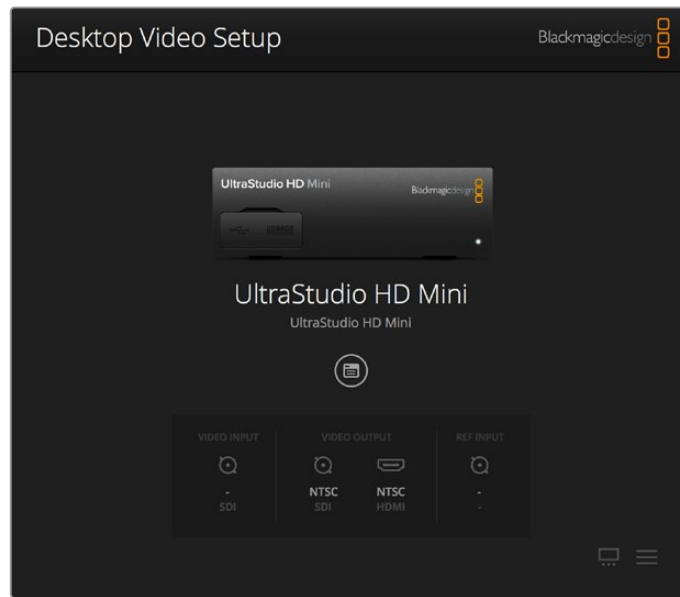 Desktop Video Setup
Blackmagicdesign
UltraStudio HD Mini
Blackmagicdesign
UltraStudio HD Mini
UltraStudio HD Mini
VIDEO INPUT VIDEO OUTPUT REF INPUT
- NTSC NTSC -
SDI SDI HDMI -